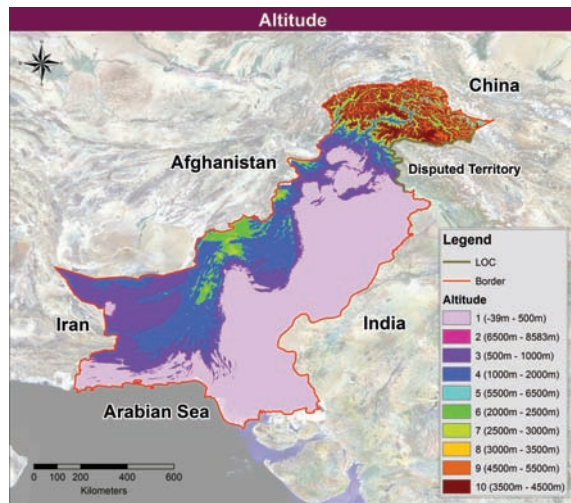 Altitude
China
Afghanistan
Disputed Territory
Iran
India
Arabian Sea
Legend
LOC
Border
Altitude
1 (-39m - 500m)
2 (6500m - 8583m)
3 (500m - 1000m)
4 (1000m - 2000m)
5 (5500m - 6500m)
6 (2000m - 2500m)
7 (2500m - 3000m)
8 (3000m - 3500m)
9 (4500m - 5500m)
10 (3500m - 4500m)
0 100 200 400 600
Kilometers